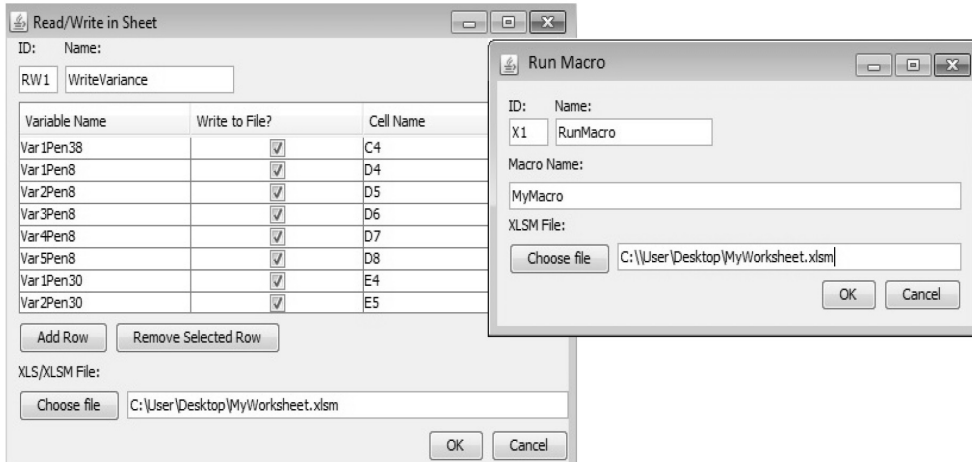 Read/Write in Sheet
ID: Name:
RW1 WriteVariance
Variable Name Write to File? Cell Name
Var1Pen38 C4
Var1Pen8 D4
Var2Pen8 D5
Var3Pen8 D6
Var4Pen8 D7
Var5Pen8 D8
Var1Pen30 E4
Var2Pen30 E5
Add Row Remove Selected Row
XLS/XLSM File:
Choose file C:\User\Desktop\MyWorksheet.xlsm
OK Cancel
Run Macro
ID: Name:
X1 RunMacro
Macro Name:
MyMacro
XLSM File:
Choose file C:\\User\Desktop\MyWorksheet.xlsm
OK Cancel